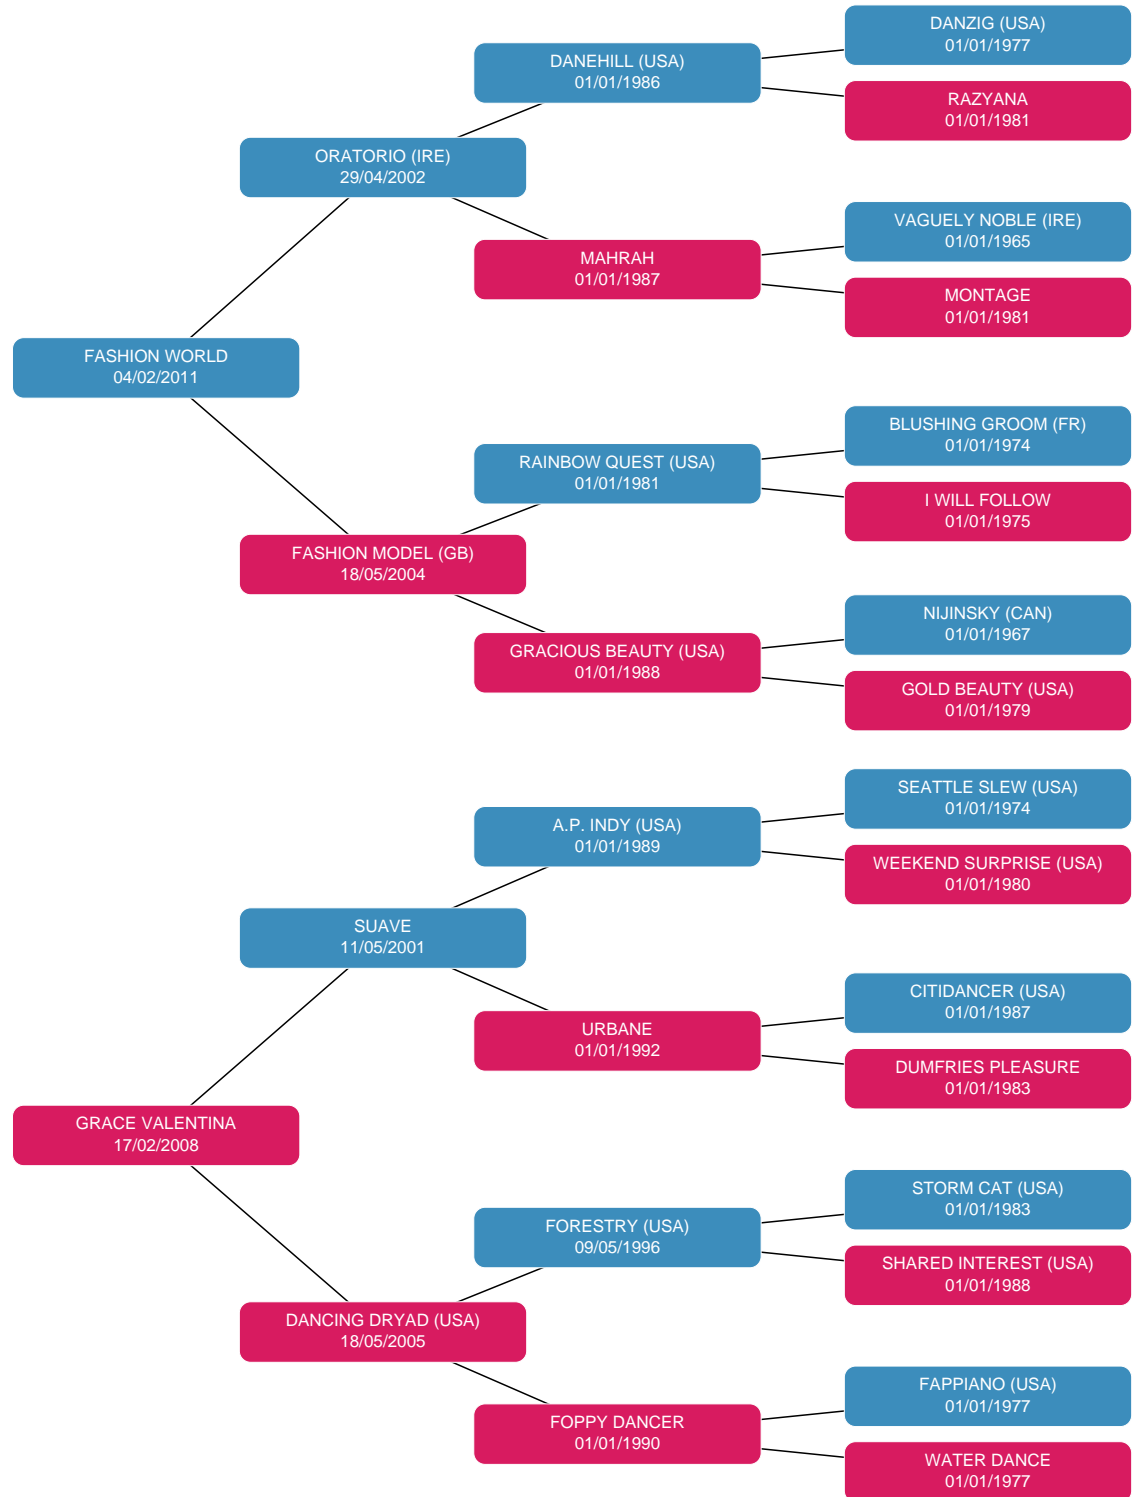 DANZIG (USA)
01/01/1977
DANEHILL (USA)
01/01/1986
RAZYANA
01/01/1981
ORATORIO (IRE)
29/04/2002
VAGUELY NOBLE (IRE)
01/01/1965
MAHRAH
01/01/1987
MONTAGE
01/01/1981
FASHION WORLD
04/02/2011
BLUSHING GROOM (FR)
01/01/1974
RAINBOW QUEST (USA)
01/01/1981
I WILL FOLLOW
01/01/1975
FASHION MODEL (GB)
18/05/2004
NIJINSKY (CAN)
01/01/1967
GRACIOUS BEAUTY (USA)
01/01/1988
GOLD BEAUTY (USA)
01/01/1979
SEATTLE SLEW (USA)
01/01/1974
A.P. INDY (USA)
01/01/1989
WEEKEND SURPRISE (USA)
01/01/1980
SUAVE
11/05/2001
CITIDANCER (USA)
01/01/1987
URBANE
01/01/1992
DUMFRIES PLEASURE
01/01/1983
GRACE VALENTINA
17/02/2008
STORM CAT (USA)
01/01/1983
FORESTRY (USA)
09/05/1996
SHARED INTEREST (USA)
01/01/1988
DANCING DRYAD (USA)
18/05/2005
FAPPIANO (USA)
01/01/1977
FOPPY DANCER
01/01/1990
WATER DANCE
01/01/1977